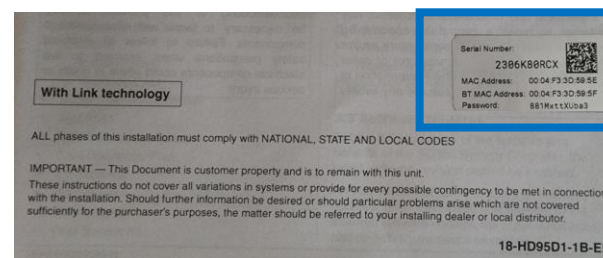 Serial Number:
2306K80RCX
MAC Address: 00:04:F3:3D:59:5E
BT MAC Address: 00:04:F3:3D:59:5F
Password: 881MxttXUba3
With Link technology
ALL phases of this installation must comply with NATIONAL, STATE AND LOCAL CODES
IMPORTANT — This Document is customer property and is to remain with this unit.
These instructions do not cover all variations in systems or provide for every possible contingency to be met in connection
with the installation. Should further information be desired or should particular problems arise which are not covered
sufficiently for the purchaser's purposes, the matter should be referred to your installing dealer or local distributor.
18-HD95D1-1B-E